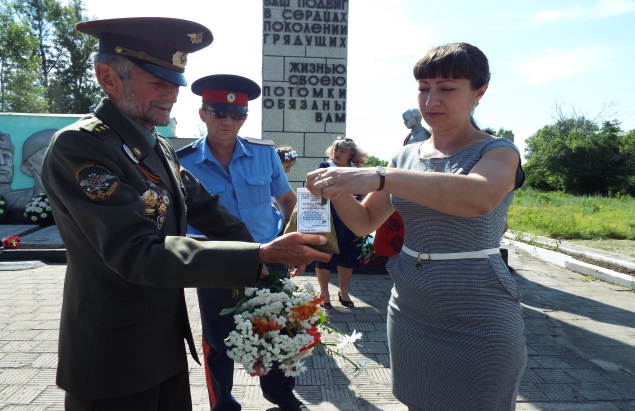 ВАШ ПОДВИГ
В СЕРДЦАХ
ПОКОЛЕНИЙ
ГРЯДУЩИХ
ЖИЗНЬЮ
СВОЕЮ
ПОТОМКИ
ОБЯЗАНЫ
ВАМ